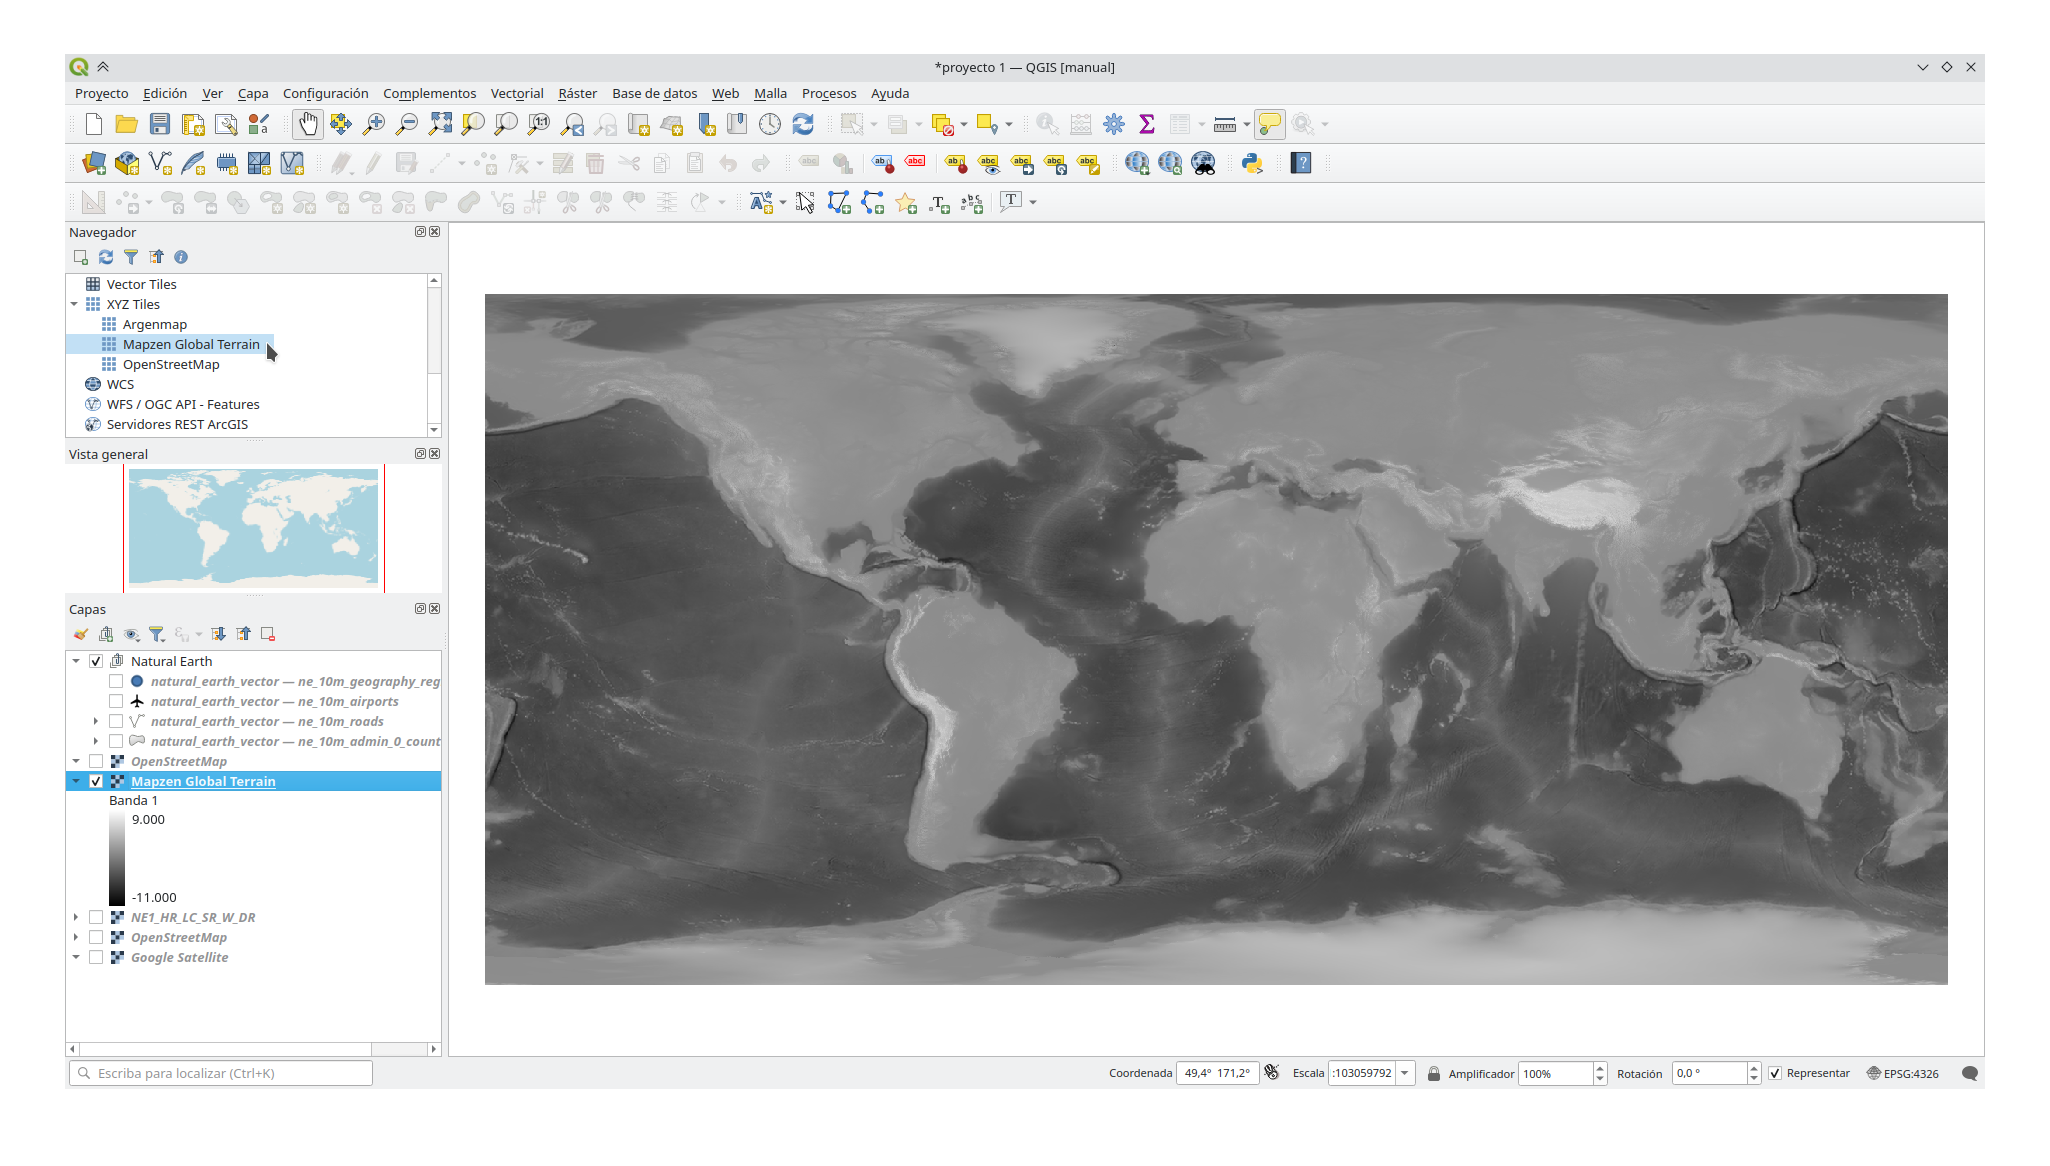 *proyecto 1 — QGIS [manual]
Proyecto Edición Ver Capa Configuración Complementos Vectorial Ráster Base de datos Web Malla Procesos Ayuda
Navegador
Vector Tiles
XYZ Tiles
Argenmap
Mapzen Global Terrain
OpenStreetMap
WCS
WFS / OGC API - Features
Servidores REST ArcGIS
Vista general
Capas
Natural Earth
natural_earth_vector — ne_10m_geography_reg
natural_earth_vector — ne_10m_airports
natural_earth_vector — ne_10m_roads
natural_earth_vector — ne_10m_admin_0_count
OpenStreetMap
Mapzen Global Terrain
Banda 1
9.000
-11.000
NE1_HR_LC_SR_W_DR
OpenStreetMap
Google Satellite
Escriba para localizar (Ctrl+K)
Coordenada 49,4° 171,2° Escala :103059792 Amplificador 100% Rotación 0,0 ° Representar EPSG:4326